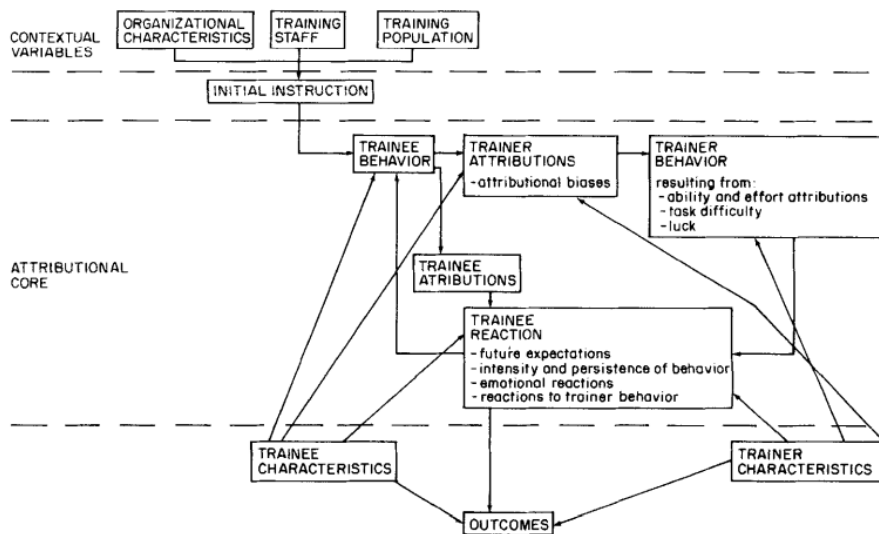 CONTEXTUAL
VARIABLES
ORGANIZATIONAL
CHARACTERISTICS
TRAINING
STAFF
TRAINING
POPULATION
INITIAL INSTRUCTION
ATTRIBUTIONAL
CORE
TRAINEE
BEHAVIOR
TRAINER
ATTRIBUTIONS
-attributional biases
TRAINER
BEHAVIOR
resulting from:
-ability and effort attributions
-task difficulty
-luck
TRAINEE
ATRIBUTIONS
TRAINEE
REACTION
-future expectations
-intensity and persistence of behavior
-emotional reactions
-reactions to trainer behavior
TRAINEE
CHARACTERISTICS
TRAINER
CHARACTERISTICS
OUTCOMES